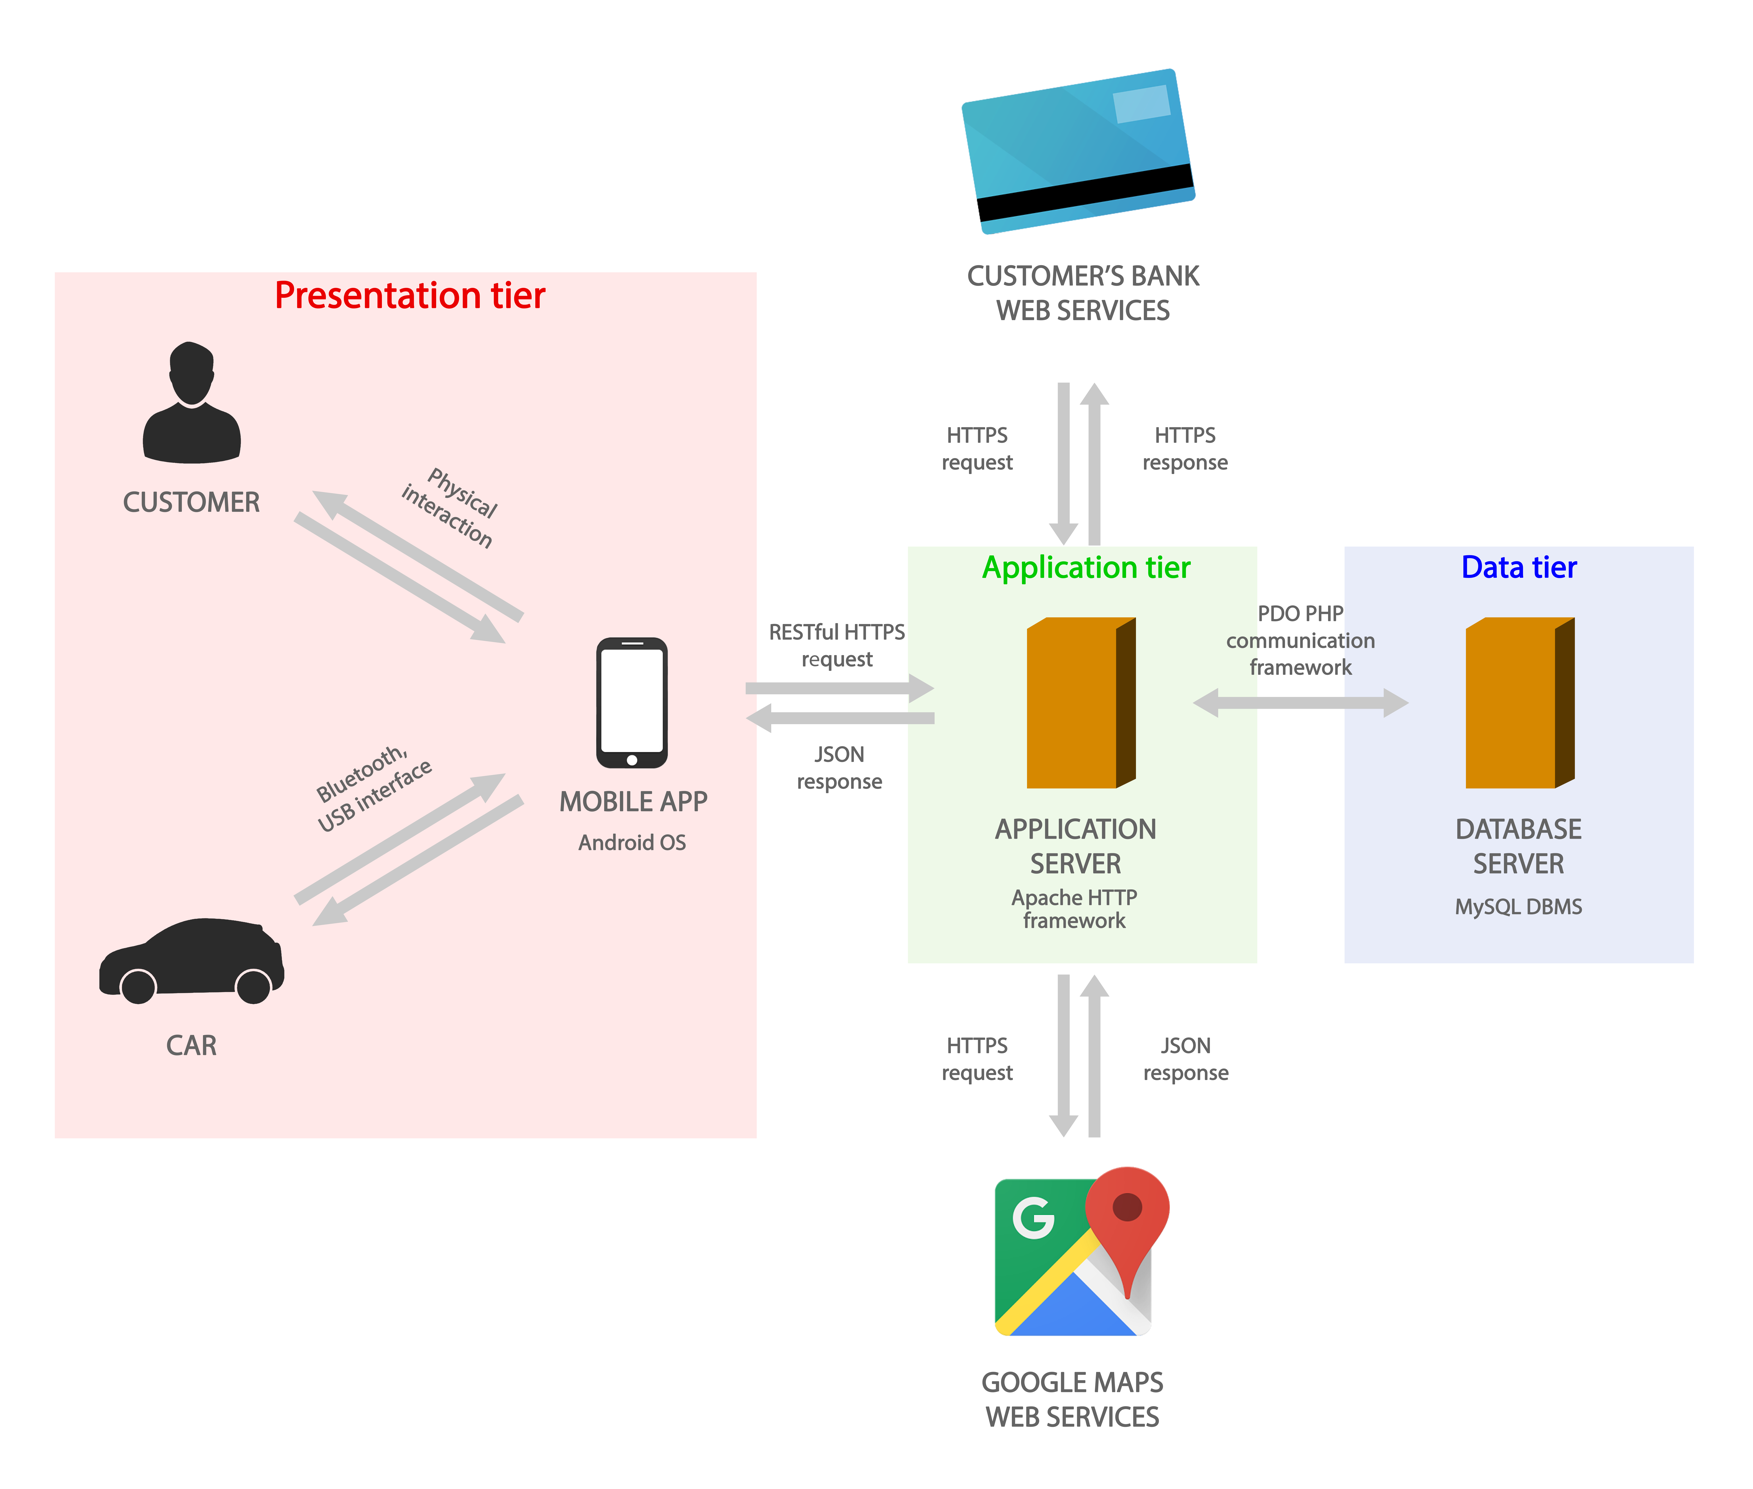 CUSTOMER’S BANK
WEB SERVICES
Presentation tier
CUSTOMER
Physical
interaction
HTTPS
request
HTTPS
response
Application tier
Data tier
RESTful HTTPS
request
PDO PHP
communication
framework
JSON
response
Bluetooth,
USB interface
MOBILE APP
Android OS
APPLICATION
SERVER
Apache HTTP
framework
DATABASE
SERVER
MySQL DBMS
CAR
HTTPS
request
JSON
response
G
GOOGLE MAPS
WEB SERVICES